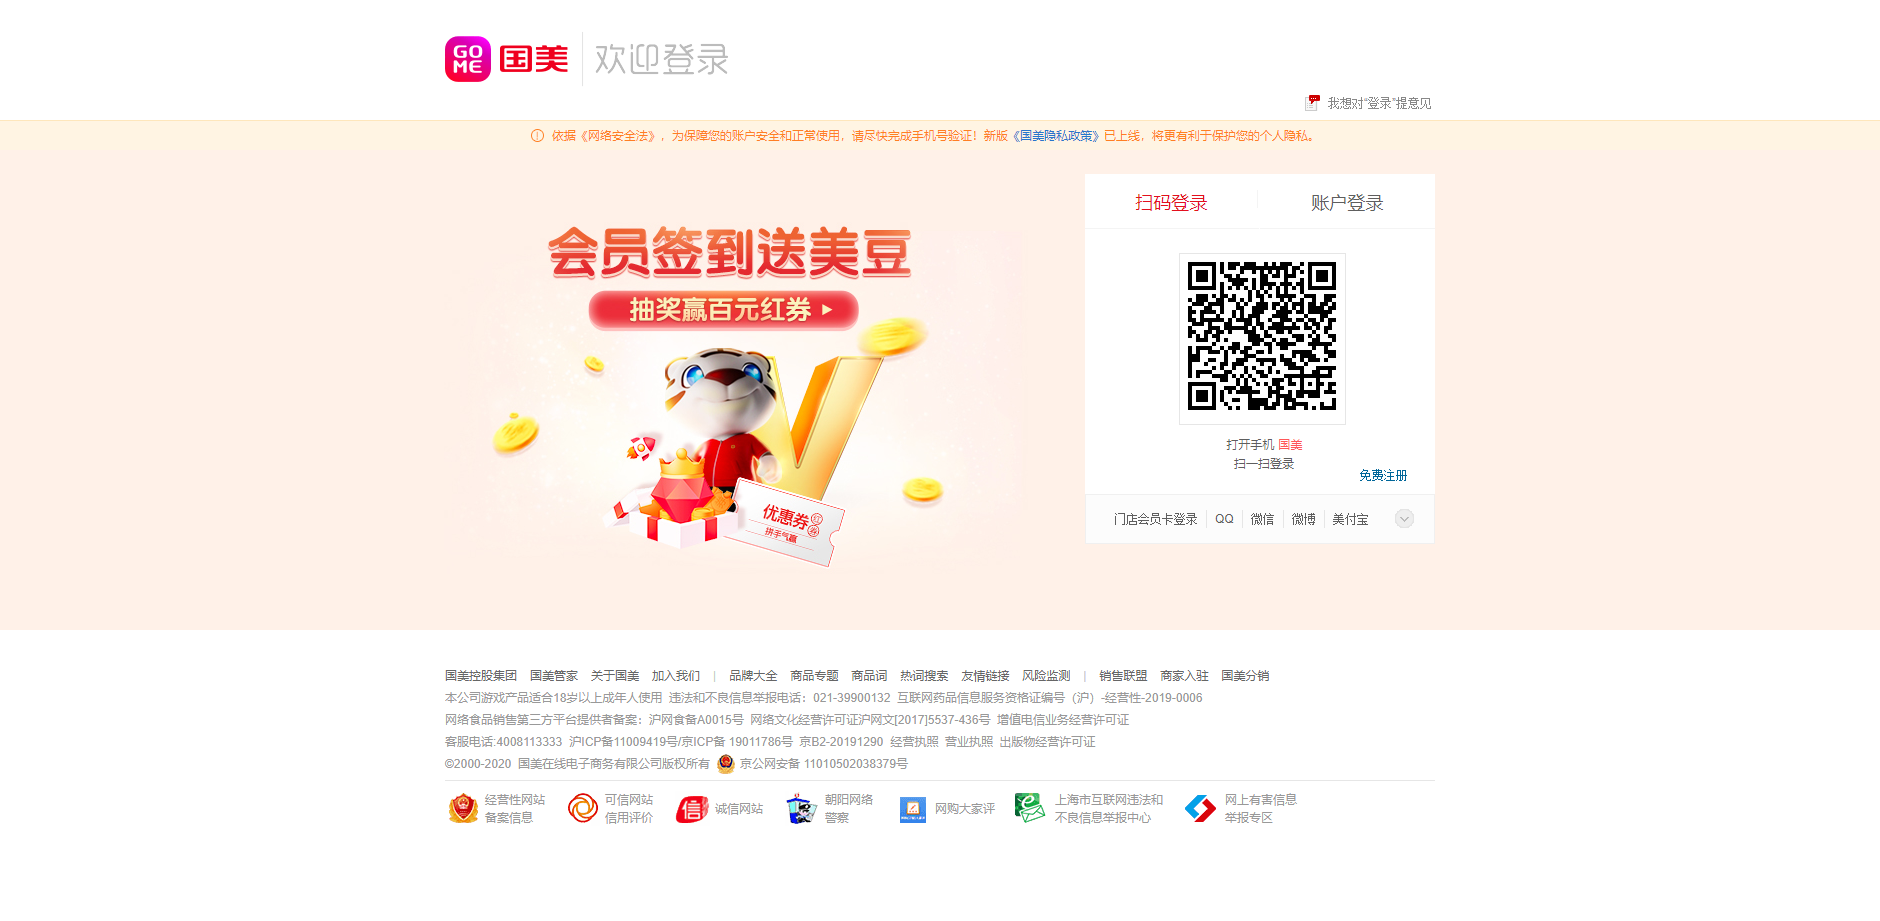 GO
ME 国美 欢迎登录
我想对“登录”提意见
依据《网络安全法》，为保障您的账户安全和正常使用，请尽快完成手机号验证！新版《国美隐私政策》已上线，将更有利于保护您的个人隐私。
扫码登录 账户登录
会员签到送美豆
抽奖赢百元红券
打开手机 国美
扫一扫登录
免费注册
优惠券
红券
拼手气赢
门店会员卡登录 QQ 微信 微博 美付宝
国美控股集团 国美管家 关于国美 加入我们 | 品牌大全 商品专题 商品词 热词搜索 友情链接 风险监测 | 销售联盟 商家入驻 国美分销
本公司游戏产品适合18岁以上成年人使用 违法和不良信息举报电话：021-39900132 互联网药品信息服务资格证编号（沪）-经营性-2019-0006
网络食品销售第三方平台提供者备案：沪网食备A0015号 网络文化经营许可证沪网文[2017]5537-436号 增值电信业务经营许可证
客服电话:4008113333 沪ICP备11009419号/京ICP备 19011786号 京B2-20191290 经营执照 营业执照 出版物经营许可证
©2000-2020 国美在线电子商务有限公司版权所有 京公网安备 11010502038379号
经营性网站
备案信息
可信网站
信用评价
信 诚信网站
朝阳网络
警察
网购大家评
上海市互联网违法和
不良信息举报中心
网上有害信息
举报专区